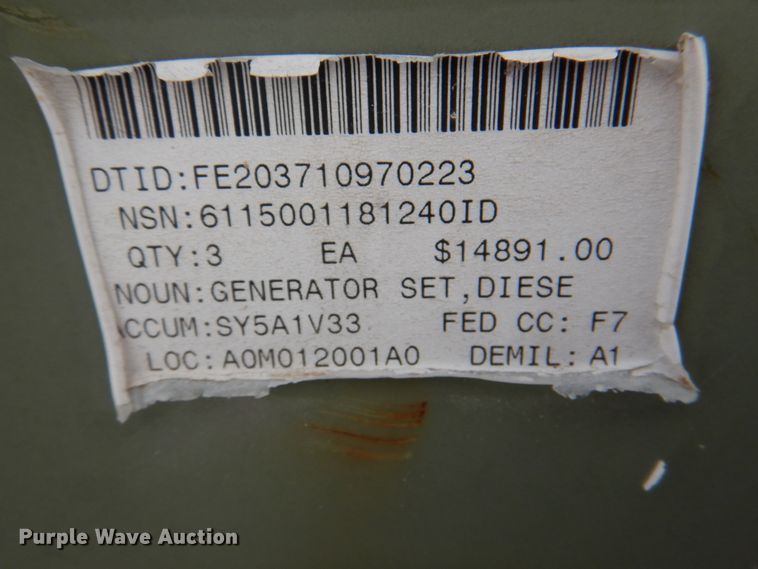 DTID:FE203710970223
NSN:6115001181240ID
QTY:3 EA $14891.00
NOUN:GENERATOR SET,DIESE
ACCUM:SY5A1V33 FED CC: F7
LOC:A0M012001A0 DEMIL: A1
Purple Wave Auction